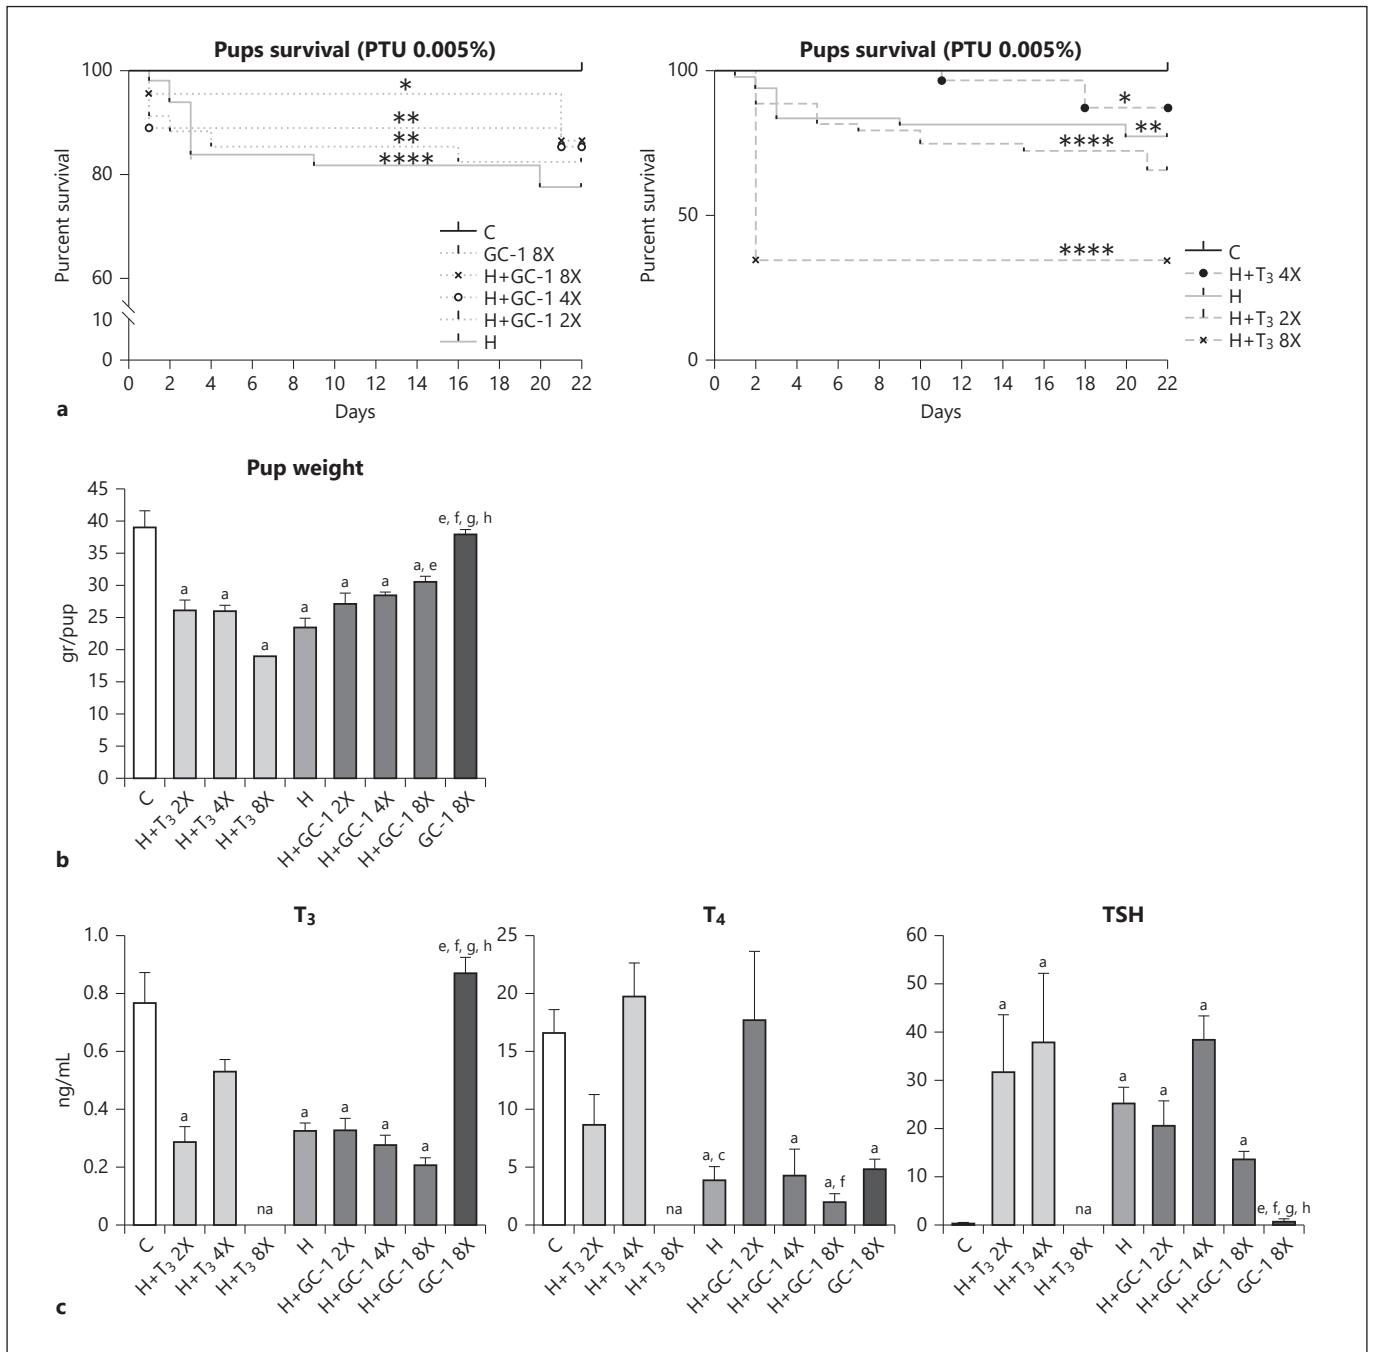 Pups survival (PTU 0.005%)
100
80
60
10
0
Purcent survival
*
**
**
****
C
GC-1 8X
H+GC-1 8X
H+GC-1 4X
H+GC-1 2X
H
0 2 4 6 8 10 12 14 16 18 20 22
Days
Pups survival (PTU 0.005%)
100
50
0
Purcent survival
*
**
****
****
C
H+T3 4X
H
H+T3 2X
H+T3 8X
0 2 4 6 8 10 12 14 16 18 20 22
Days
a
Pup weight
45
40
35
30
25
20
15
10
5
0
gr/pup
a
a
a
a
a
a
a, e
e, f, g, h
C
H+T3 2X
H+T3 4X
H+T3 8X
H
H+GC-1 2X
H+GC-1 4X
H+GC-1 8X
GC-1 8X
b
T3
1.0
0.8
0.6
0.4
0.2
0
ng/mL
a
na
a
a
a
a
e, f, g, h
C
H+T3 2X
H+T3 4X
H+T3 8X
H
H+GC-1 2X
H+GC-1 4X
H+GC-1 8X
GC-1 8X
T4
25
20
15
10
5
0
na
a, c
a
a, f
a
C
H+T3 2X
H+T3 4X
H+T3 8X
H
H+GC-1 2X
H+GC-1 4X
H+GC-1 8X
GC-1 8X
TSH
60
50
40
30
20
10
0
a
a
na
a
a
a
a
e, f, g, h
C
H+T3 2X
H+T3 4X
H+T3 8X
H
H+GC-1 2X
H+GC-1 4X
H+GC-1 8X
GC-1 8X
c